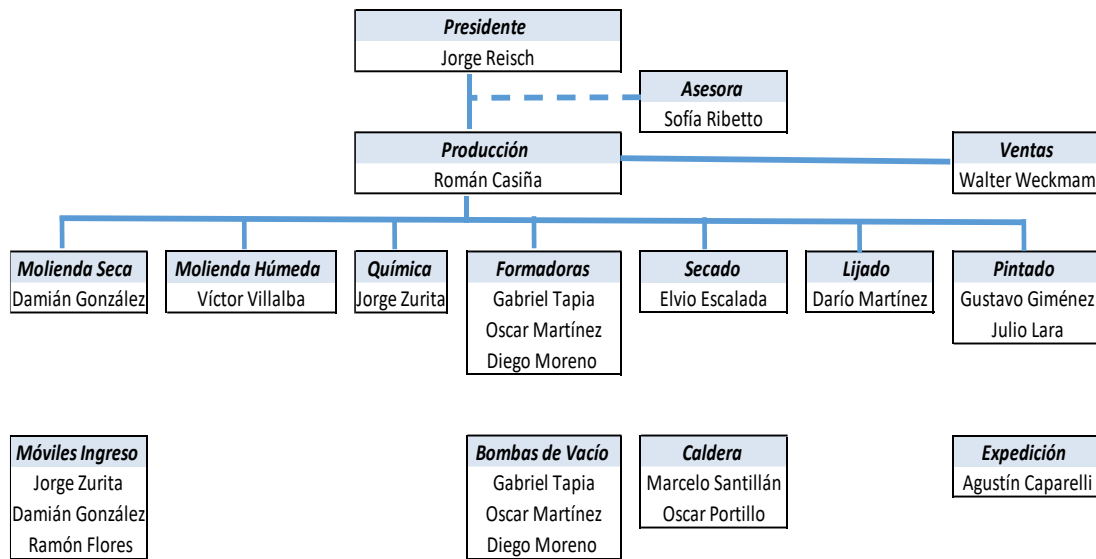 Presidente
Jorge Reisch
Asesora
Sofía Ribetto
Producción
Román Casiña
Ventas
Walter Weckmam
Molienda Seca
Damián González
Molienda Húmeda
Víctor Villalba
Química
Jorge Zurita
Formadoras
Gabriel Tapia
Oscar Martínez
Diego Moreno
Secado
Elvio Escalada
Lijado
Darío Martínez
Pintado
Gustavo Giménez
Julio Lara
Móviles Ingreso
Jorge Zurita
Damián González
Ramón Flores
Bombas de Vacío
Gabriel Tapia
Oscar Martínez
Diego Moreno
Caldera
Marcelo Santillán
Oscar Portillo
Expedición
Agustín Caparelli